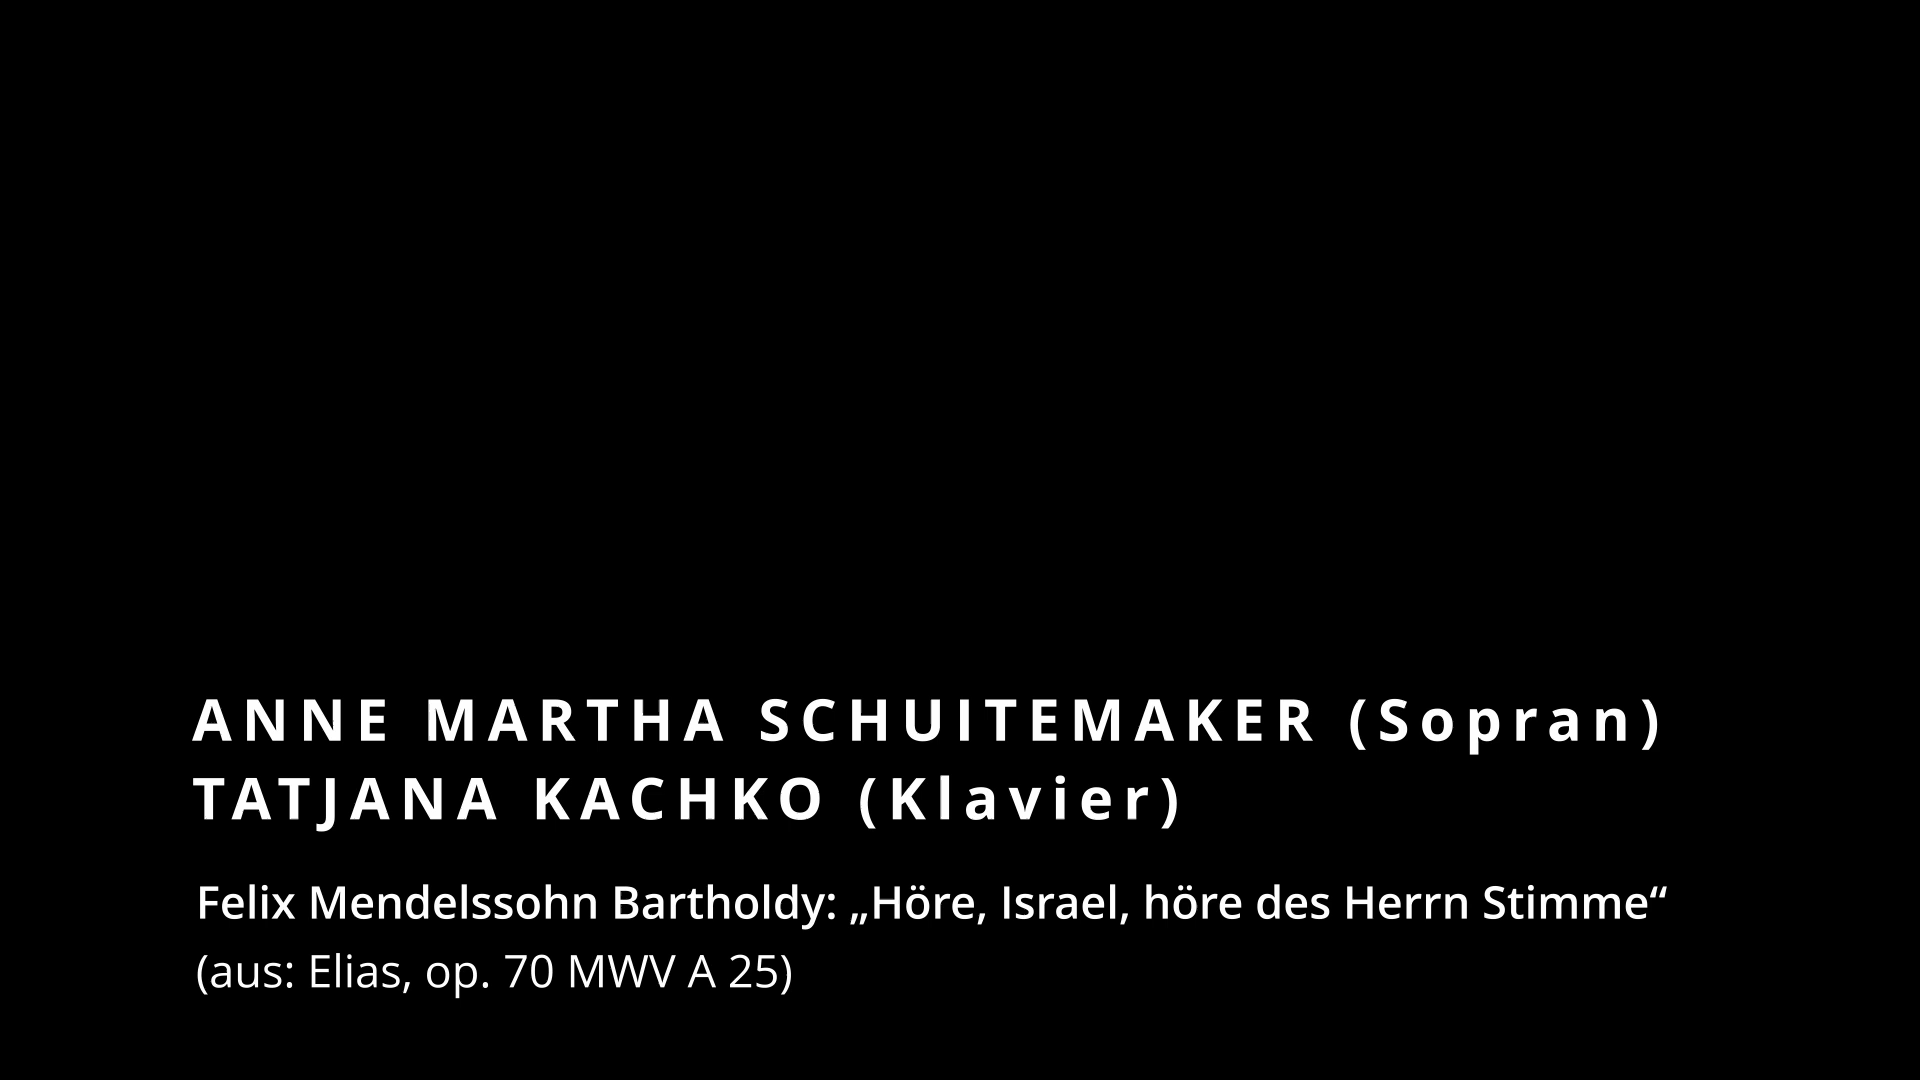 ANNE MARTHA SCHUITEMAKER (Sopran)
TATJANA KACHKO (Klavier)
Felix Mendelssohn Bartholdy: „Höre, Israel, höre des Herrn Stimme“
(aus: Elias, op. 70 MWV A 25)